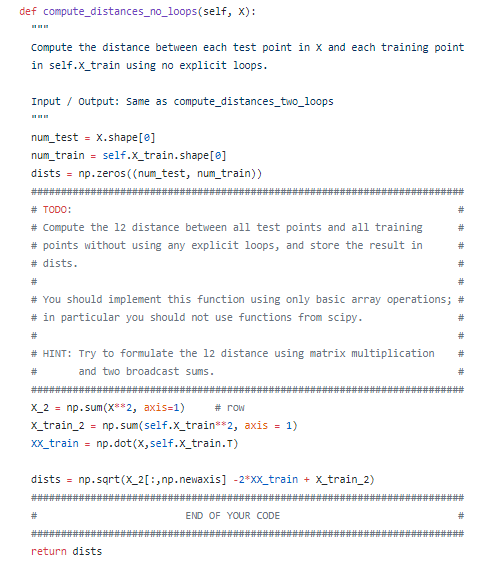 def compute_distances_no_loops(self, X):
"""
Compute the distance between each test point in X and each training point
in self.X_train using no explicit loops.
Input / Output: Same as compute_distances_two_loops
"""
num_test = X.shape[0]
num_train = self.X_train.shape[0]
dists = np.zeros((num_test, num_train))
#########################################################################
# TODO: #
# Compute the l2 distance between all test points and all training #
# points without using any explicit loops, and store the result in #
# dists. #
# #
# You should implement this function using only basic array operations; #
# in particular you should not use functions from scipy. #
# #
# HINT: Try to formulate the l2 distance using matrix multiplication #
# and two broadcast sums. #
#########################################################################
X_2 = np.sum(X**2, axis=1) # row
X_train_2 = np.sum(self.X_train**2, axis = 1)
XX_train = np.dot(X,self.X_train.T)
dists = np.sqrt(X_2[:,np.newaxis] -2*XX_train + X_train_2)
#########################################################################
# END OF YOUR CODE #
#########################################################################
return dists